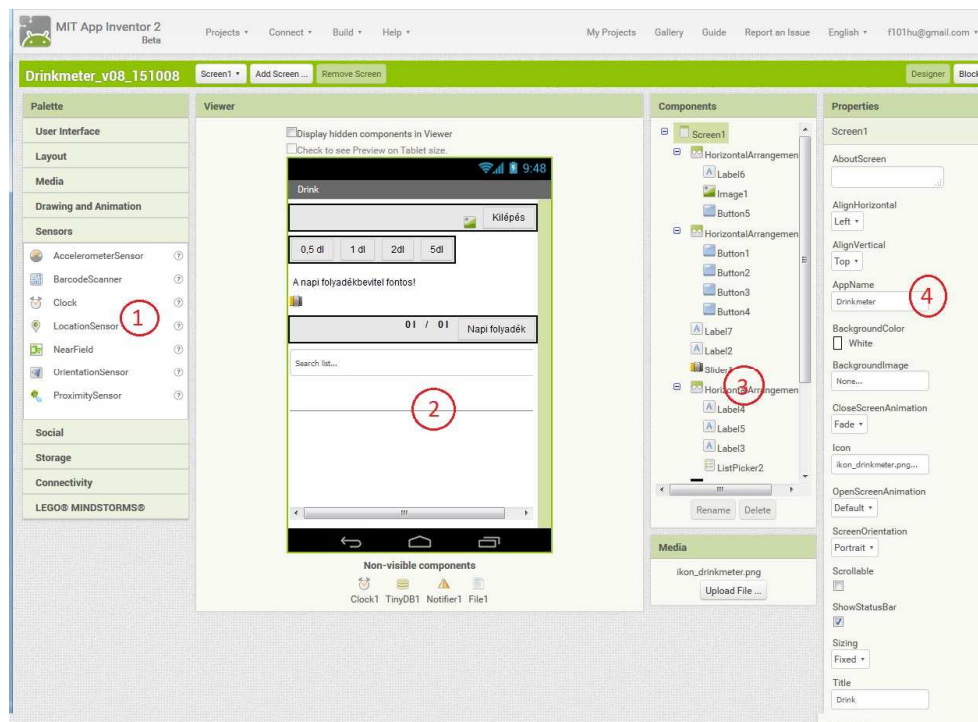 MIT App Inventor 2
Beta
Projects Connect Build Help My Projects Gallery Guide Report an Issue English f101hu@gmail.com
Drinkmeter_v08_151008 Screen1 Add Screen ... Remove Screen Designer Block
Palette
User Interface
Layout
Media
Drawing and Animation
Sensors
AccelerometerSensor
BarcodeScanner
Clock
LocationSensor
NearField
OrientationSensor
ProximitySensor
1
Social
Storage
Connectivity
LEGO® MINDSTORMS®
Viewer
Display hidden components in Viewer
Check to see Preview on Tablet size.
9:48
Drink
Kilépés
0,5 dl 1 dl 2dl 5dl
A napi folyadékbevitel fontos!
0 l / 0 l Napi folyadék
Search list...
2
Non-visible components
Clock1 TinyDB1 Notifier1 File1
Components
Screen1
HorizontalArrangemen
Label6
Image1
Button5
HorizontalArrangemen
Button1
Button2
Button3
Button4
Label7
Label2
Slider1
3
HorizontalArrangemen
Label4
Label5
Label3
ListPicker2
Rename Delete
Media
ikon_drinkmeter.png
Upload File ...
Properties
Screen1
AboutScreen
AlignHorizontal
Left
AlignVertical
Top
AppName
Drinkmeter
4
BackgroundColor
White
BackgroundImage
None...
CloseScreenAnimation
Fade
Icon
ikon_drinkmeter.png...
OpenScreenAnimation
Default
ScreenOrientation
Portrait
Scrollable
ShowStatusBar
Sizing
Fixed
Title
Drink